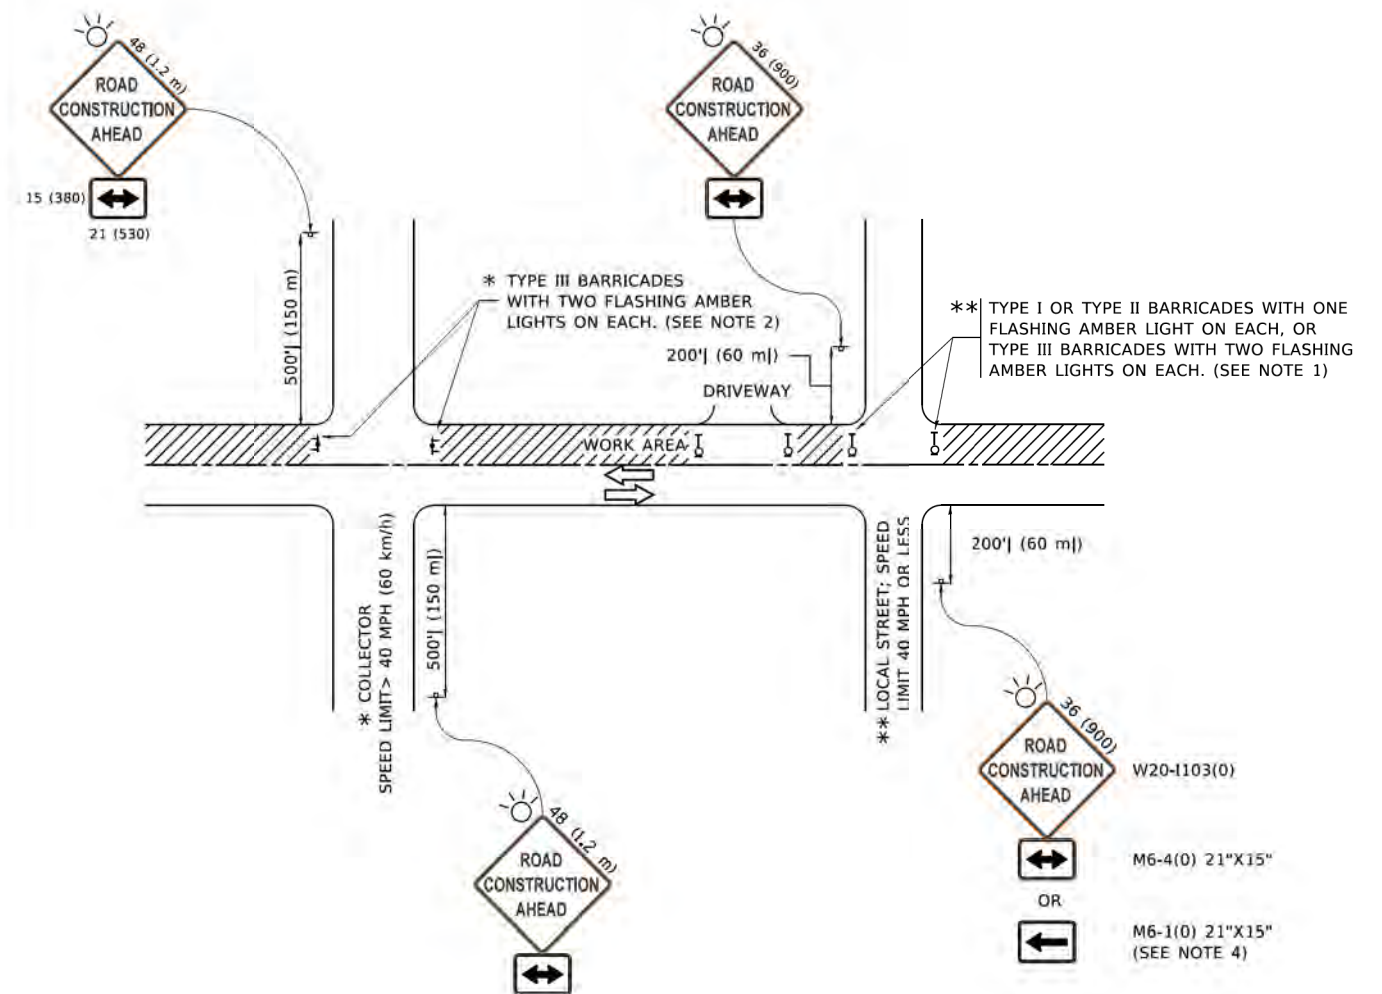 48 (1.2 m)
ROAD
CONSTRUCTION
AHEAD
15 (380)
21 (530)
36 (900)
ROAD
CONSTRUCTION
AHEAD
500'| (150 m)
* TYPE III BARRICADES
WITH TWO FLASHING AMBER
LIGHTS ON EACH. (SEE NOTE 2)
200'| (60 m|)
DRIVEWAY
** TYPE I OR TYPE II BARRICADES WITH ONE
FLASHING AMBER LIGHT ON EACH, OR
TYPE III BARRICADES WITH TWO FLASHING
AMBER LIGHTS ON EACH. (SEE NOTE 1)
WORK AREA
* COLLECTOR
SPEED LIMIT> 40 MPH (60 km/h)
500'| (150 m|)
** LOCAL STREET; SPEED
LIMIT 40 MPH OR LESS
200'| (60 m|)
48 (1.2 m)
ROAD
CONSTRUCTION
AHEAD
36 (900)
ROAD
CONSTRUCTION
AHEAD
W20-I103(0)
M6-4(0) 21"X15"
OR
M6-1(0) 21"X15"
(SEE NOTE 4)